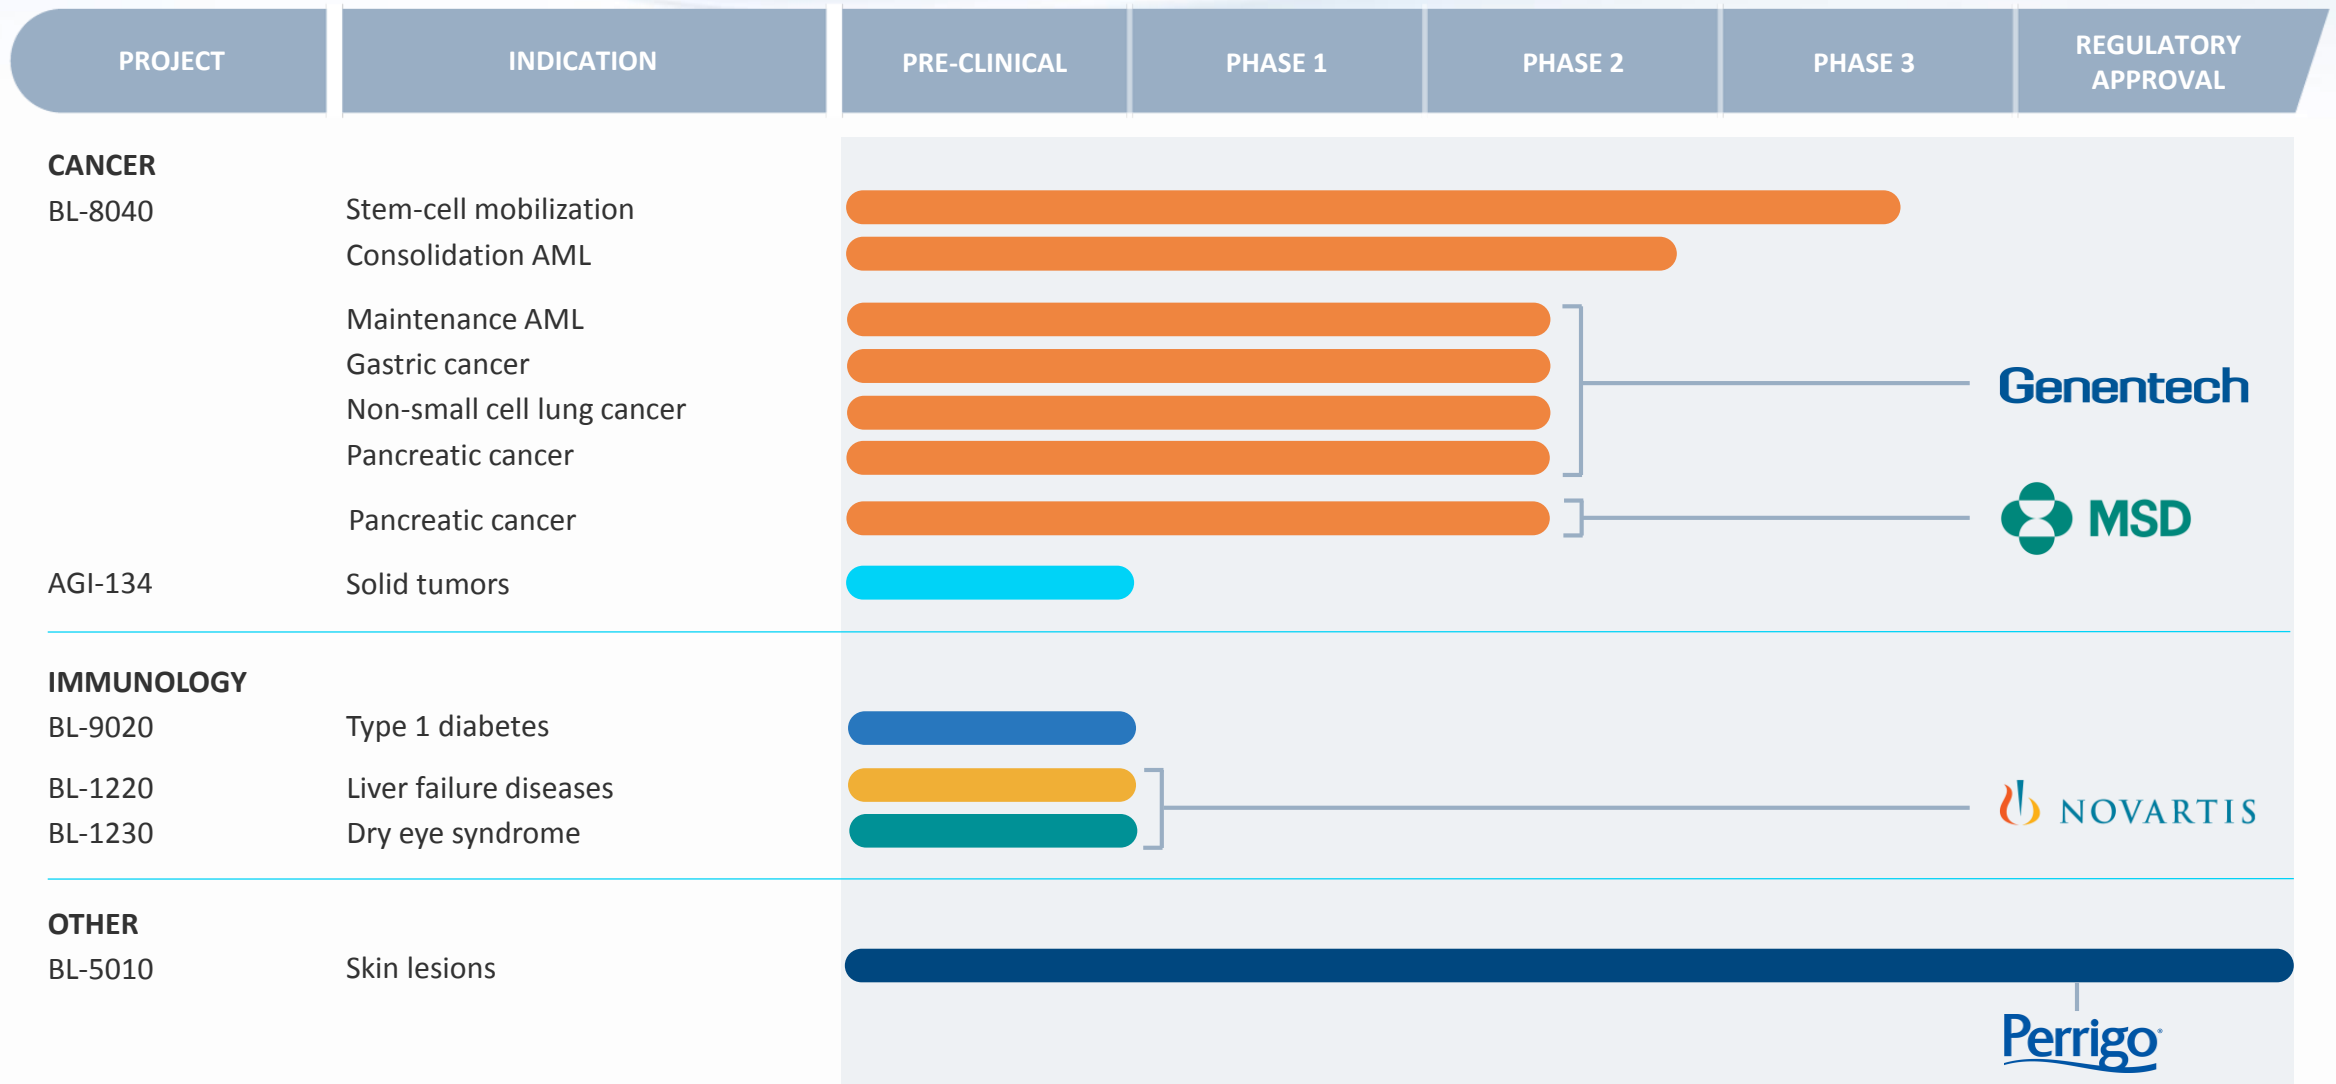 PROJECT
INDICATION
PRE-CLINICAL
PHASE 1
PHASE 2
PHASE 3
REGULATORY
APPROVAL
CANCER
BL-8040
Stem-cell mobilization
Consolidation AML
Maintenance AML
Gastric cancer
Genentech
Non-small cell lung cancer
Pancreatic cancer
Pancreatic cancer
MSD
AGI-134
Solid tumors
IMMUNOLOGY
BL-9020
Type 1 diabetes
BL-1220
Liver failure diseases
NOVARTIS
BL-1230
Dry eye syndrome
OTHER
BL-5010
Skin lesions
Perrigo